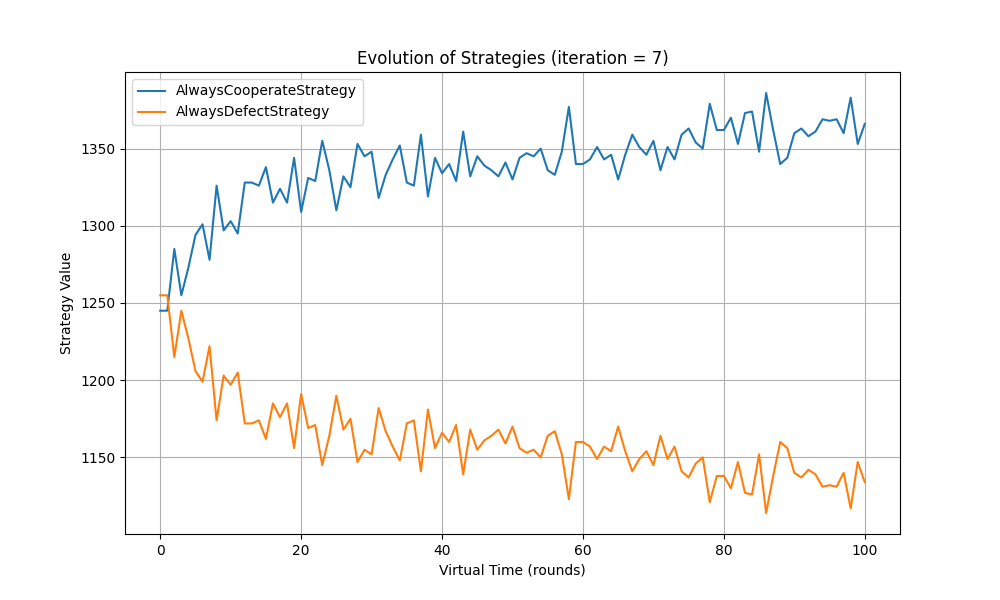 Evolution of Strategies (iteration = 7)
AlwaysCooperateStrategy
AlwaysDefectStrategy
Strategy Value
1350
1300
1250
1200
1150
0 20 40 60 80 100
Virtual Time (rounds)